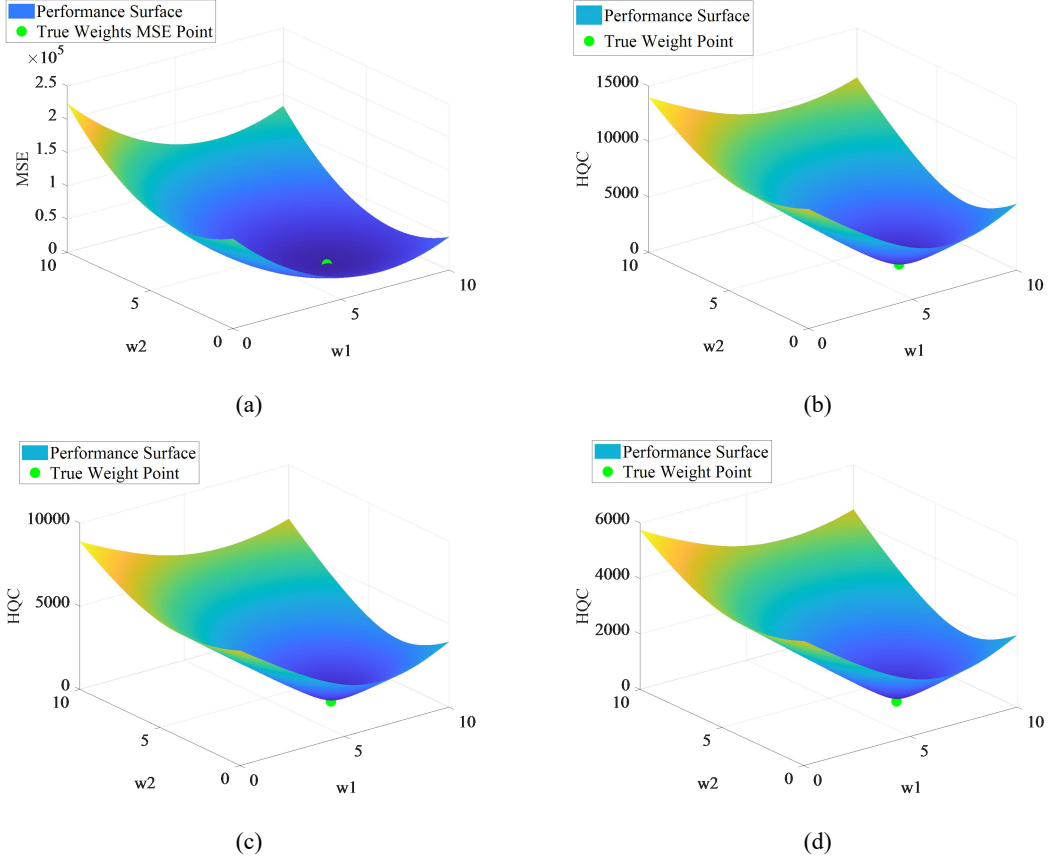 Performance Surface
True Weights MSE Point
×10⁵
2.5
2
1.5
1
0.5
0
MSE
10
5
0
w2
0
5
10
w1
(a)
Performance Surface
True Weight Point
15000
10000
5000
0
HQC
10
5
0
w2
0
5
10
w1
(b)
Performance Surface
True Weight Point
10000
5000
0
HQC
10
5
0
w2
0
5
10
w1
(c)
Performance Surface
True Weight Point
6000
4000
2000
0
HQC
10
5
0
w2
0
5
10
w1
(d)